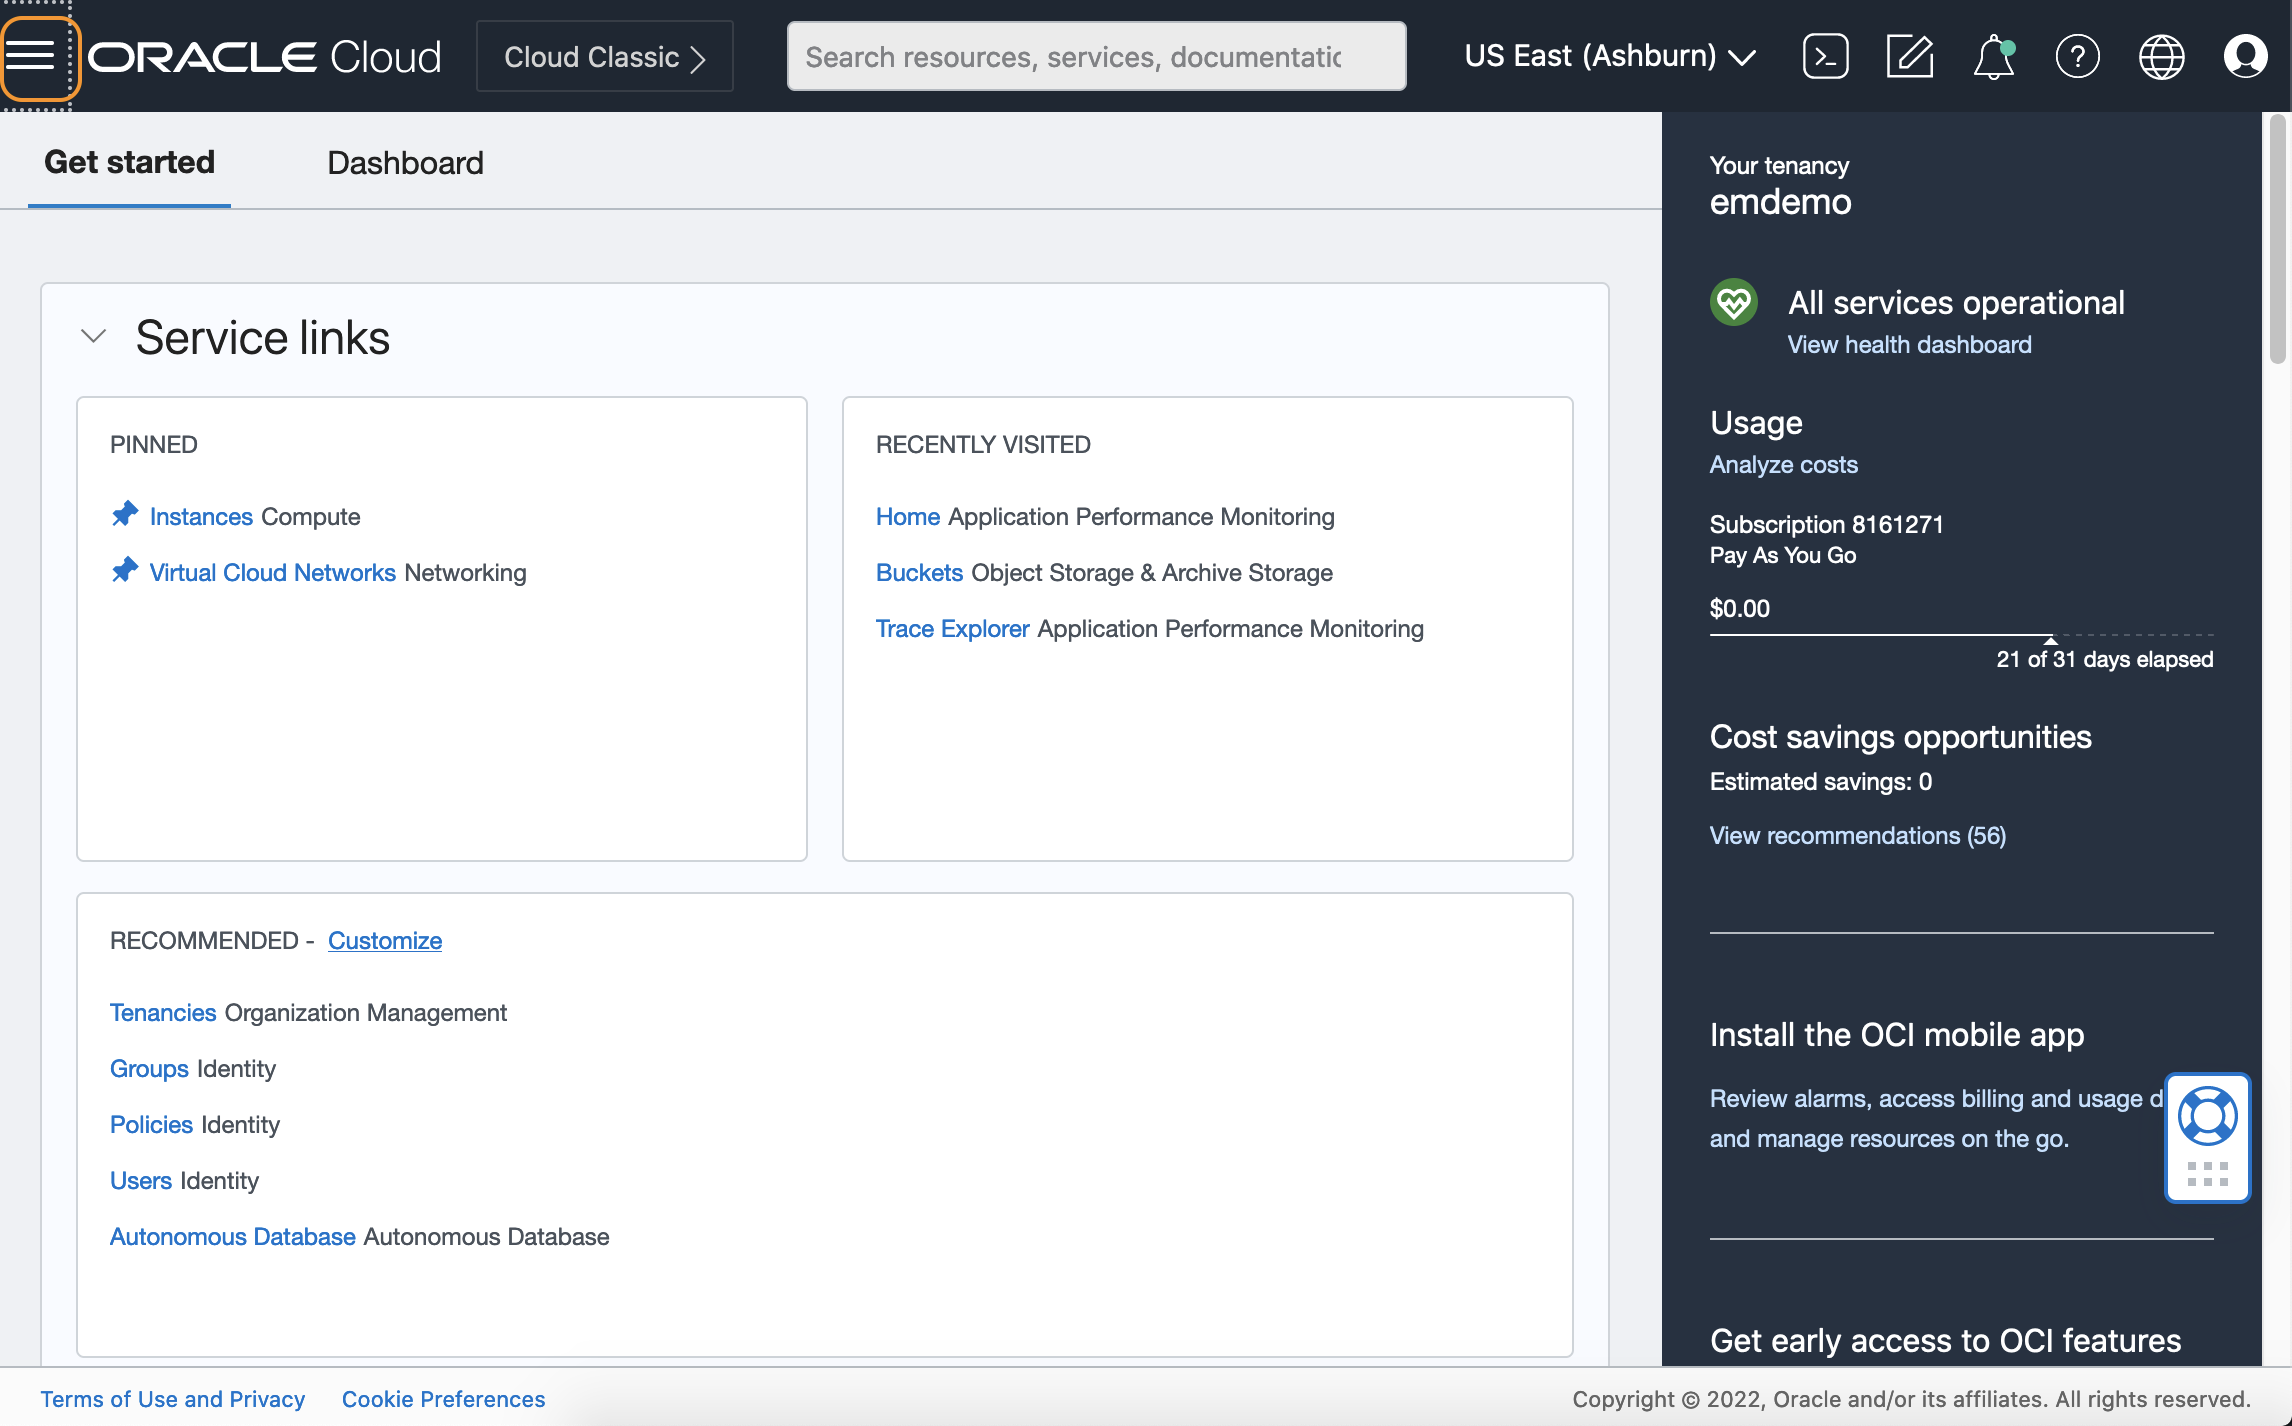 ORACLE Cloud
Cloud Classic
Search resources, services, documentatic
US East (Ashburn)
Get started
Dashboard
Service links
PINNED
Instances Compute
Virtual Cloud Networks Networking
RECENTLY VISITED
Home Application Performance Monitoring
Buckets Object Storage & Archive Storage
Trace Explorer Application Performance Monitoring
RECOMMENDED - Customize
Tenancies Organization Management
Groups Identity
Policies Identity
Users Identity
Autonomous Database Autonomous Database
Your tenancy
emdemo
All services operational
View health dashboard
Usage
Analyze costs
Subscription 8161271
Pay As You Go
$0.00
21 of 31 days elapsed
Cost savings opportunities
Estimated savings: 0
View recommendations (56)
Install the OCI mobile app
Review alarms, access billing and usage d
and manage resources on the go.
Get early access to OCI features
Terms of Use and Privacy
Cookie Preferences
Copyright © 2022, Oracle and/or its affiliates. All rights reserved.